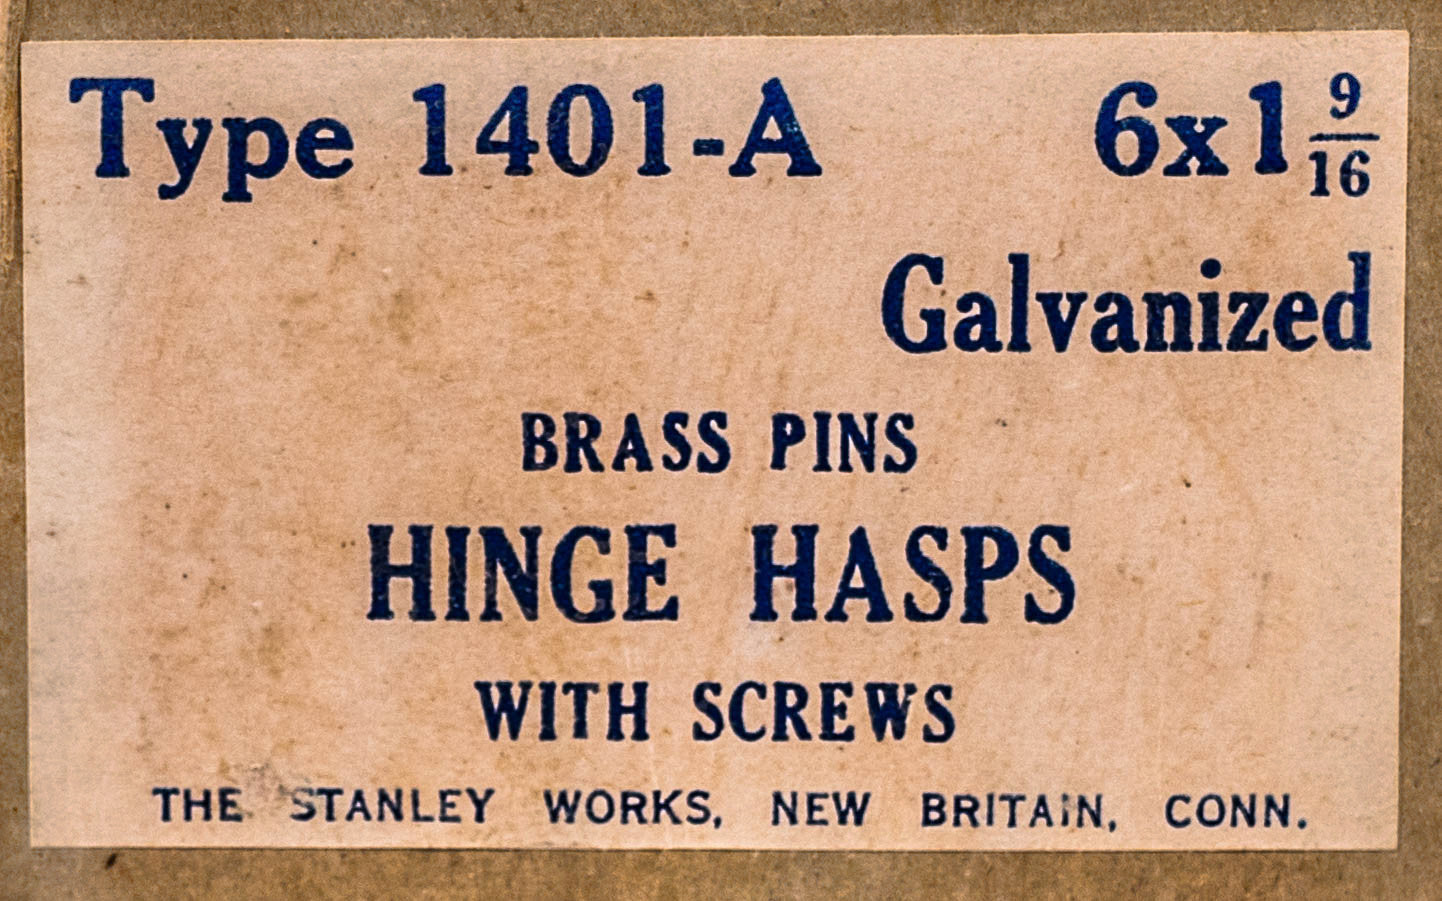 Type 1401-A 6x1 9/16
Galvanized
BRASS PINS
HINGE HASPS
WITH SCREWS
THE STANLEY WORKS, NEW BRITAIN, CONN.